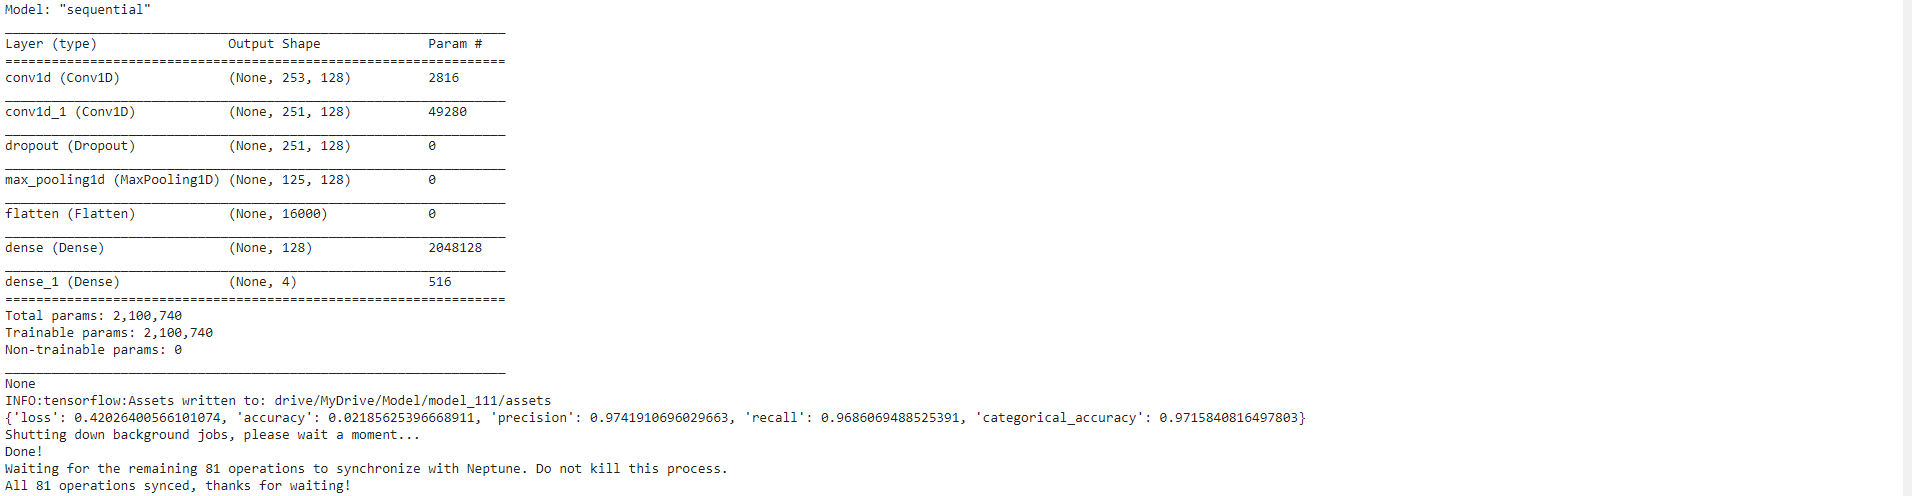 Model: "sequential"
_________________________________________________________________
Layer (type)                 Output Shape              Param #
=================================================================
conv1d (Conv1D)              (None, 253, 128)          2816
_________________________________________________________________
conv1d_1 (Conv1D)            (None, 251, 128)          49280
_________________________________________________________________
dropout (Dropout)            (None, 251, 128)          0
_________________________________________________________________
max_pooling1d (MaxPooling1D) (None, 125, 128)          0
_________________________________________________________________
flatten (Flatten)            (None, 16000)             0
_________________________________________________________________
dense (Dense)                (None, 128)               2048128
_________________________________________________________________
dense_1 (Dense)              (None, 4)                 516
=================================================================
Total params: 2,100,740
Trainable params: 2,100,740
Non-trainable params: 0
_________________________________________________________________
None
INFO:tensorflow:Assets written to: drive/MyDrive/Model/model_111/assets
{'loss': 0.42026400566101074, 'accuracy': 0.02185625396668911, 'precision': 0.9741910696029663, 'recall': 0.9686069488525391, 'categorical_accuracy': 0.9715840816497803}
Shutting down background jobs, please wait a moment...
Done!
Waiting for the remaining 81 operations to synchronize with Neptune. Do not kill this process.
All 81 operations synced, thanks for waiting!